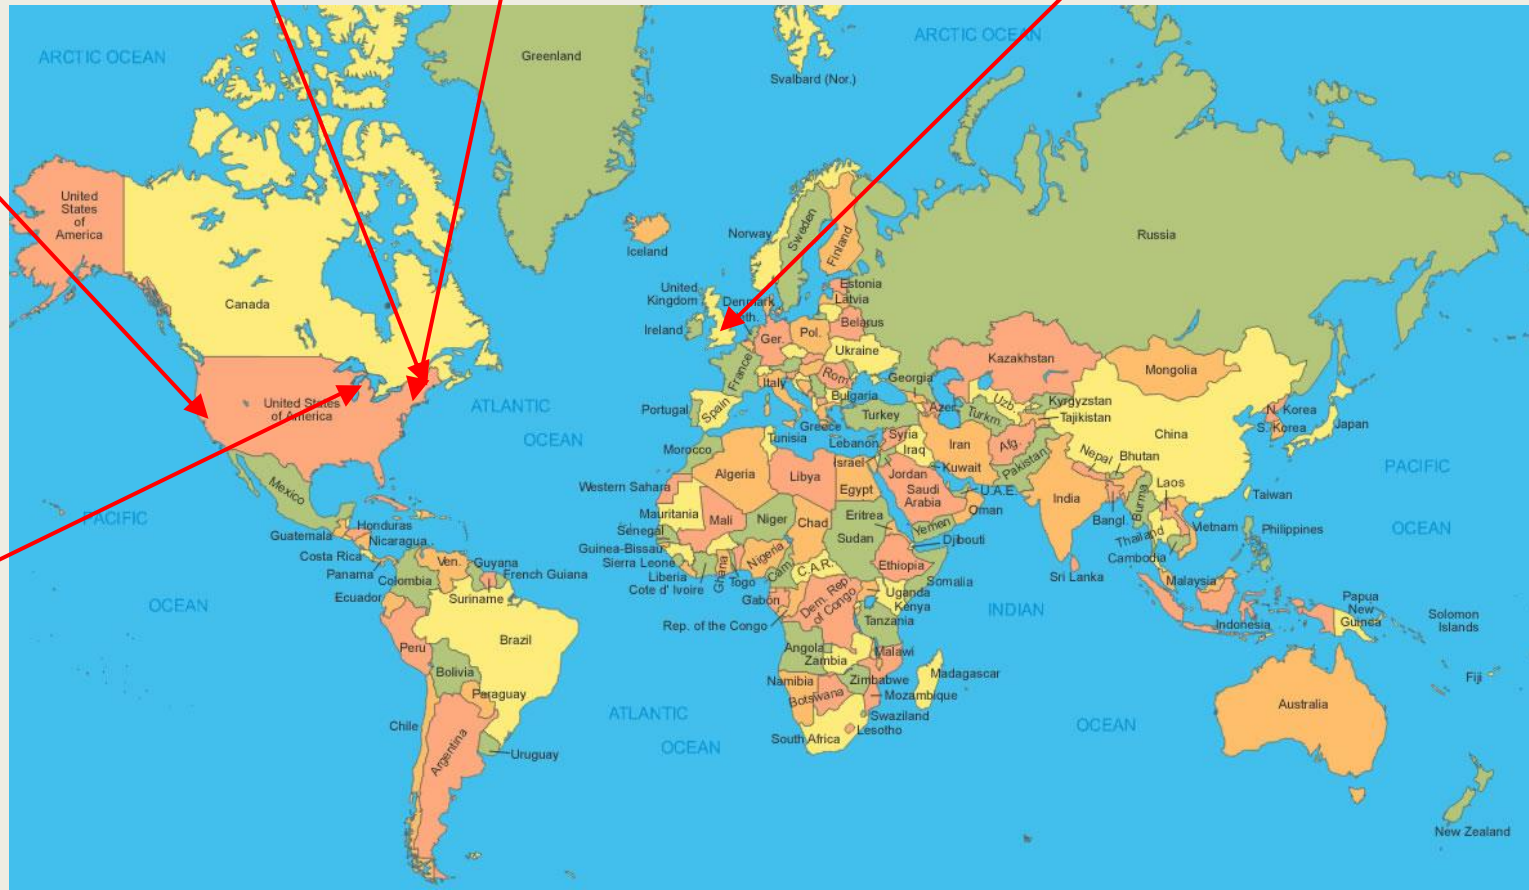 ARCTIC OCEAN
Greenland
Svalbard (Nor.)
ARCTIC OCEAN
United
States
of
America
Canada
Iceland
Norway
Sweden
Finland
Russia
United
Kingdom
Ireland
Denmark
eth.
Estonia
Latvia
Belarus
Ger.
Pol.
Ukraine
France
Italy
Rom.
Bulgaria
Portugal
Spain
Greece
Turkey
Georgia
Azer.
Kazakhstan
Uzb.
Turkm.
Kyrgyzstan
Tajikistan
Mongolia
China
N. Korea
S. Korea
Japan
United States
of America
ATLANTIC
OCEAN
PACIFIC
OCEAN
Mexico
Guatemala
Honduras
Nicaragua
Costa Rica
Panama
Colombia
Ven.
Guyana
French Guiana
Suriname
Ecuador
Peru
Brazil
Bolivia
Paraguay
Chile
Argentina
Uruguay
Morocco
Western Sahara
Algeria
Tunisia
Libya
Egypt
Lebanon
Israel
Syria
Iraq
Jordan
Kuwait
Saudi
Arabia
U.A.E.
Oman
Yemen
Iran
Afg.
Pakistan
India
Nepal
Bhutan
Bangl.
Burma
Laos
Thailand
Vietnam
Cambodia
Taiwan
Philippines
Sri Lanka
Malaysia
Indonesia
Papua
New
Guinea
Solomon
Islands
Mauritania
Mali
Niger
Chad
Sudan
Eritrea
Djibouti
Ethiopia
Somalia
Senegal
Guinea-Bissau
Sierra Leone
Liberia
Cote d' Ivoire
Ghana
Togo
Nigeria
Cam.
C.A.R.
Gabon
Rep. of the Congo
Dem. Rep
of Congo
Uganda
Kenya
Tanzania
Angola
Zambia
Malawi
Namibia
Botswana
Zimbabwe
Mozambique
Madagascar
Swaziland
Lesotho
South Africa
PACIFIC
OCEAN
ATLANTIC
OCEAN
INDIAN
OCEAN
Australia
Fiji
New Zealand